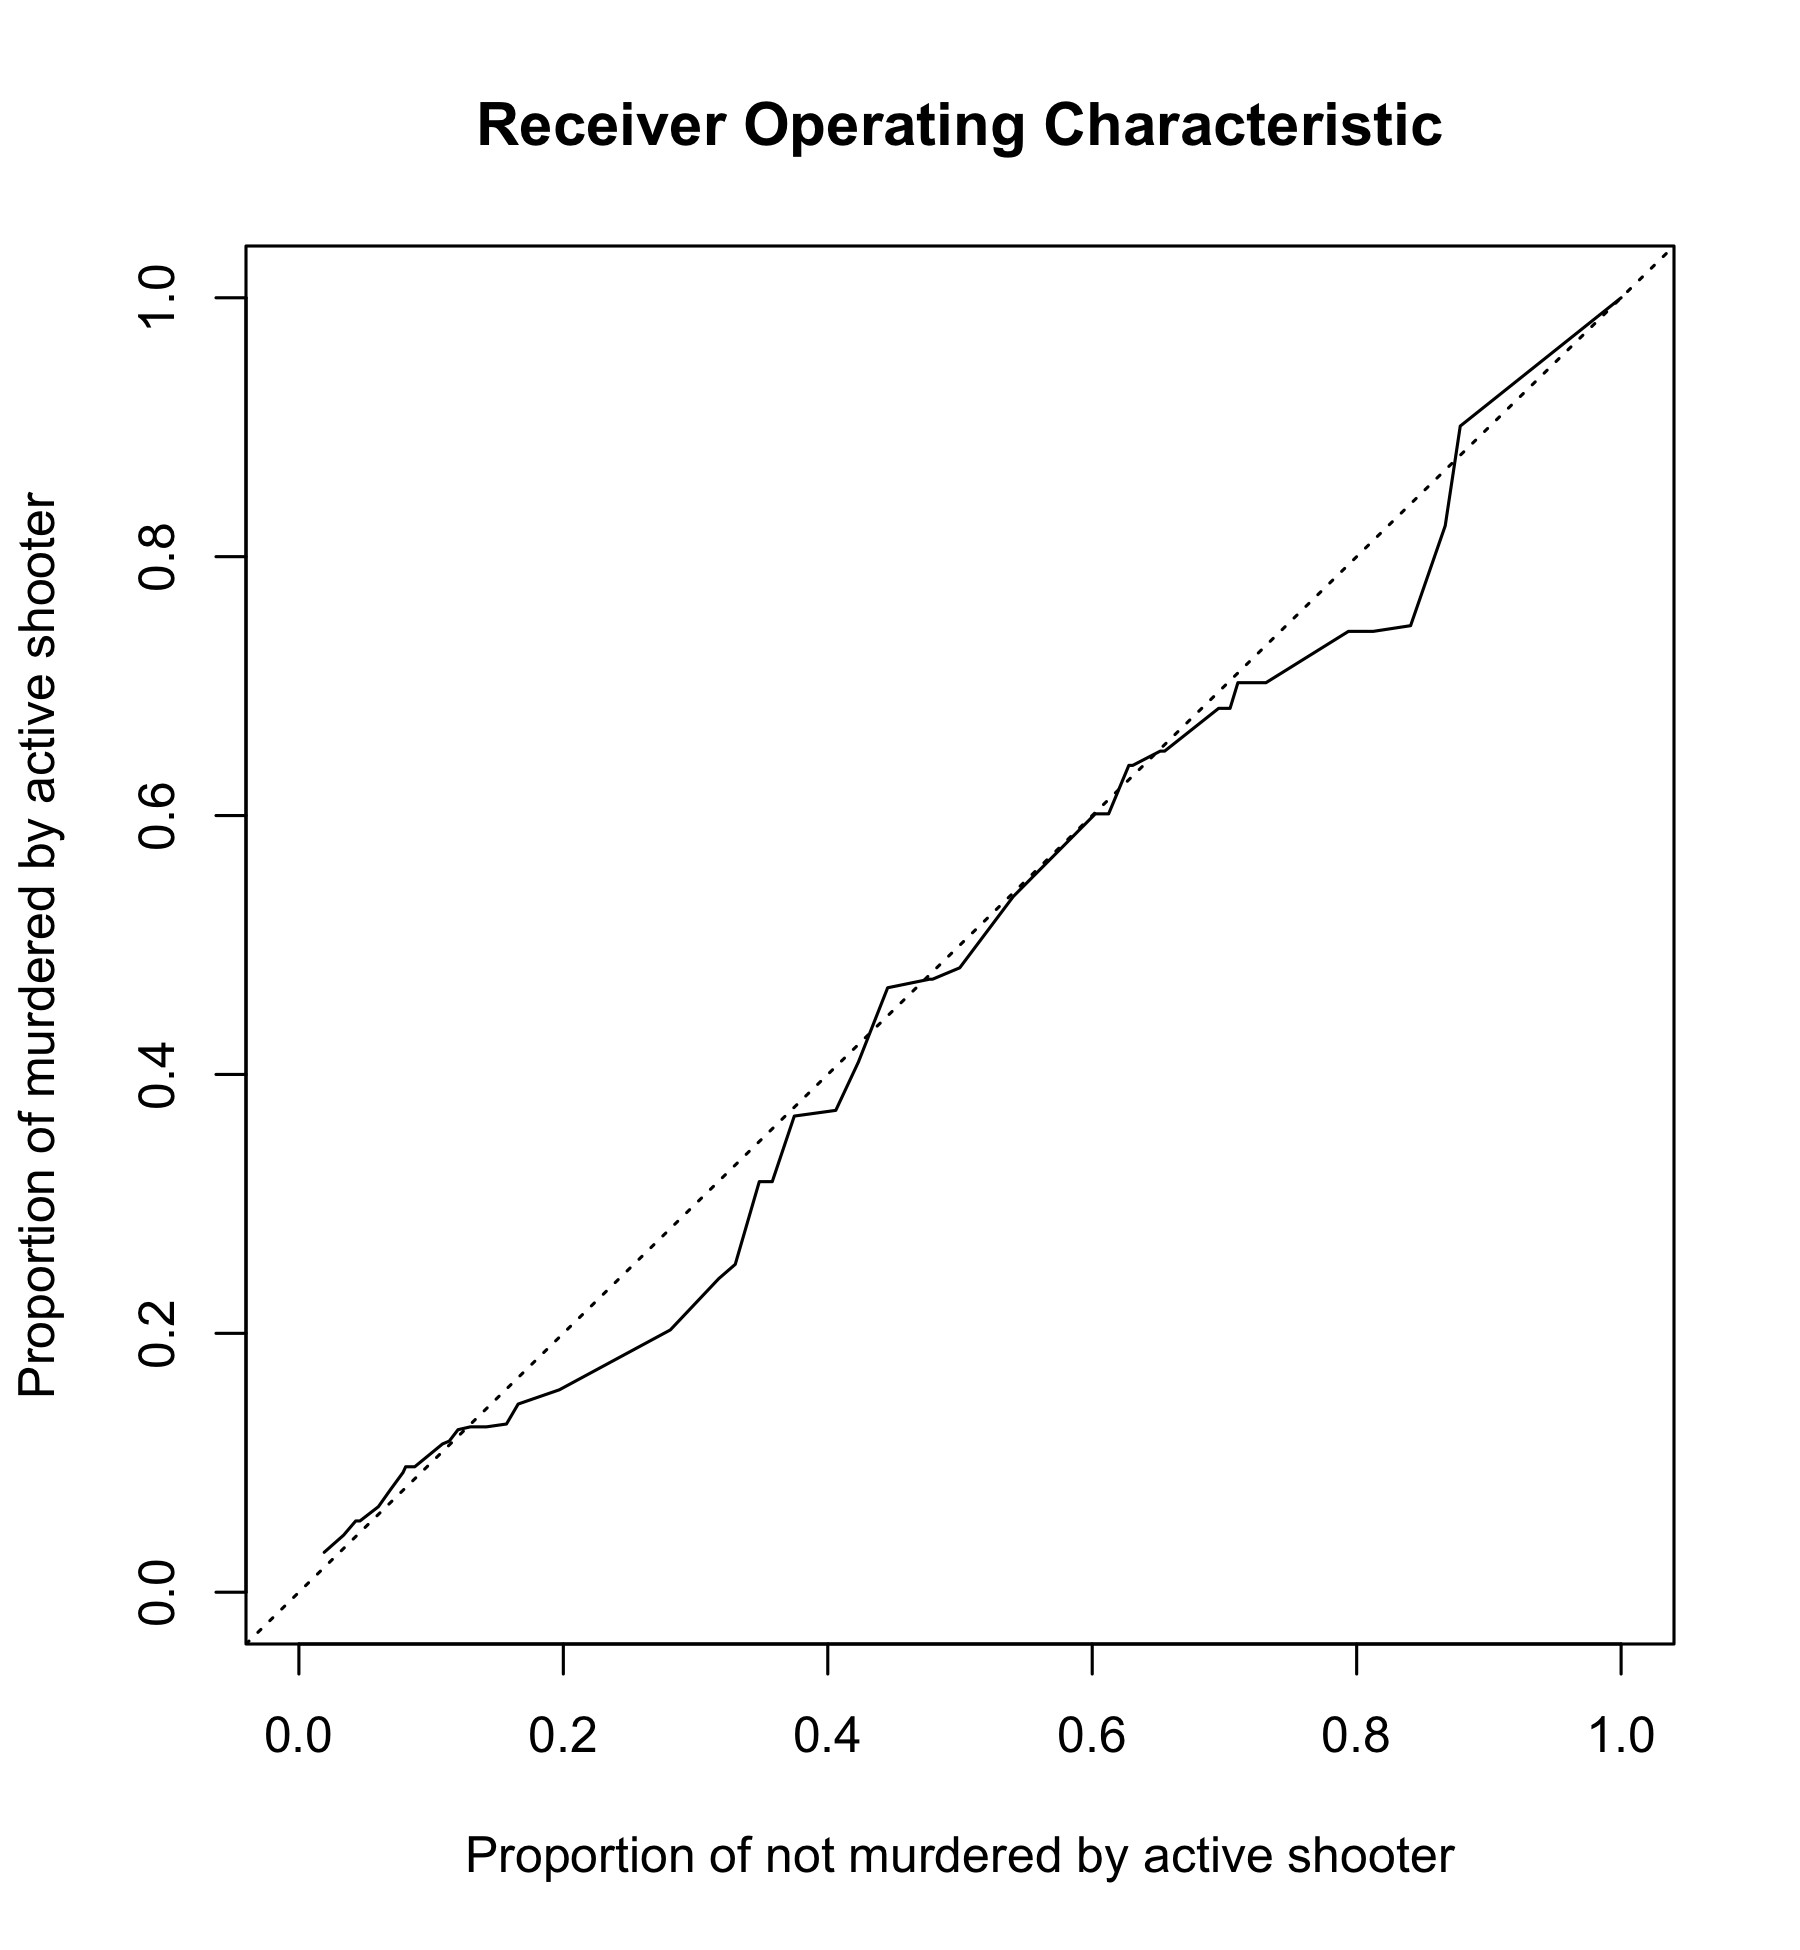 Receiver Operating Characteristic
Proportion of murdered by active shooter
1.0
0.8
0.6
0.4
0.2
0.0
0.0 0.2 0.4 0.6 0.8 1.0
Proportion of not murdered by active shooter